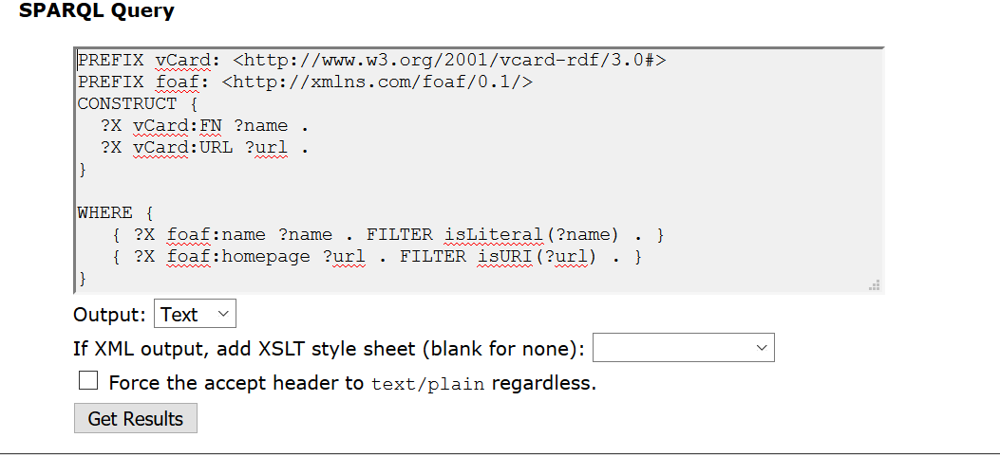 SPARQL Query
PREFIX vCard: <http://www.w3.org/2001/vcard-rdf/3.0#>
PREFIX foaf: <http://xmlns.com/foaf/0.1/>
CONSTRUCT {
  ?X vCard:FN ?name .
  ?X vCard:URL ?url .
}
WHERE {
   { ?X foaf:name ?name . FILTER isLiteral(?name) . }
   { ?X foaf:homepage ?url . FILTER isURI(?url) . }
}
Output: Text
If XML output, add XSLT style sheet (blank for none):
Force the accept header to text/plain regardless.
Get Results